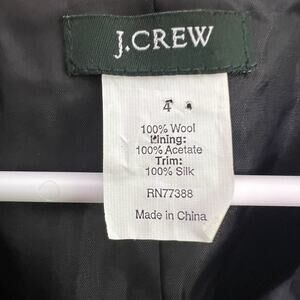 J.CREW
4
100% Wool
Lining:
100% Acetate
Trim:
100% Silk
RN77388
Made in China